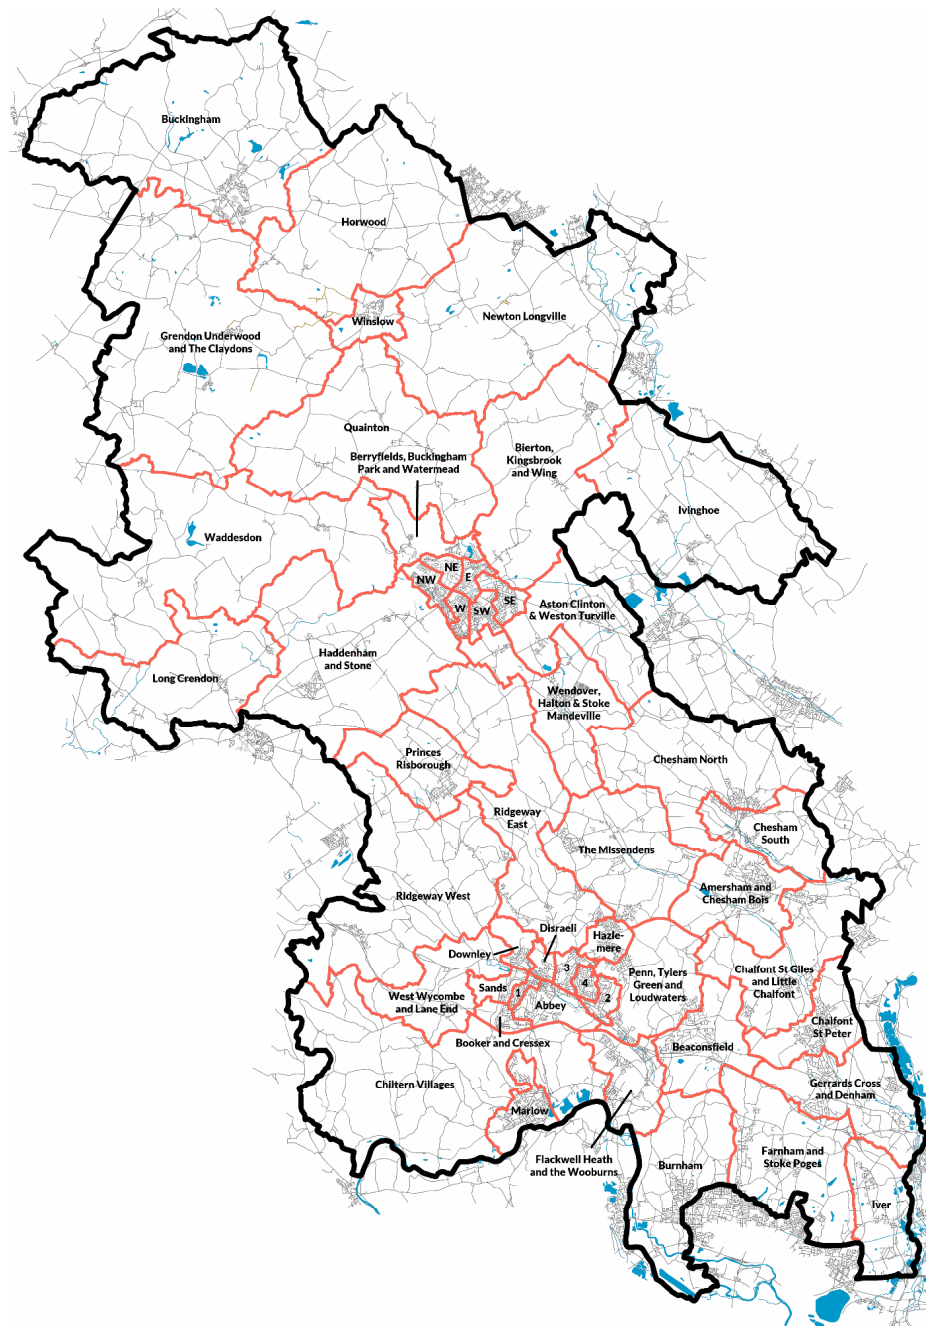 Buckingham
Horwood
Winslow
Newton Longville
Grendon Underwood
and The Claydons
Quainton
Berryfields, Buckingham
Park and Watermead
Bierton,
Kingsbrook
and Wing
Ivinghoe
Waddesdon
NE
NW
E
SE
W
SW
Aston Clinton
& Weston Turville
Haddenham
and Stone
Long Crendon
Wendover,
Halton & Stoke
Mandeville
Princes
Risborough
Chesham North
Ridgeway
East
Chesham
South
The Missendens
Amersham and
Chesham Bois
Ridgeway West
Disraeli
Hazle-
mere
Downley
3
4
2
1
Sands
Abbey
Penn, Tylers
Green and
Loudwaters
Chalfont St Giles
and Little
Chalfont
West Wycombe
and Lane End
Chalfont
St Peter
Booker and Cressex
Beaconsfield
Chiltern Villages
Gerrards Cross
and Denham
Marlow
Flackwell Heath
and the Wooburns
Burnham
Farnham and
Stoke Poges
Iver